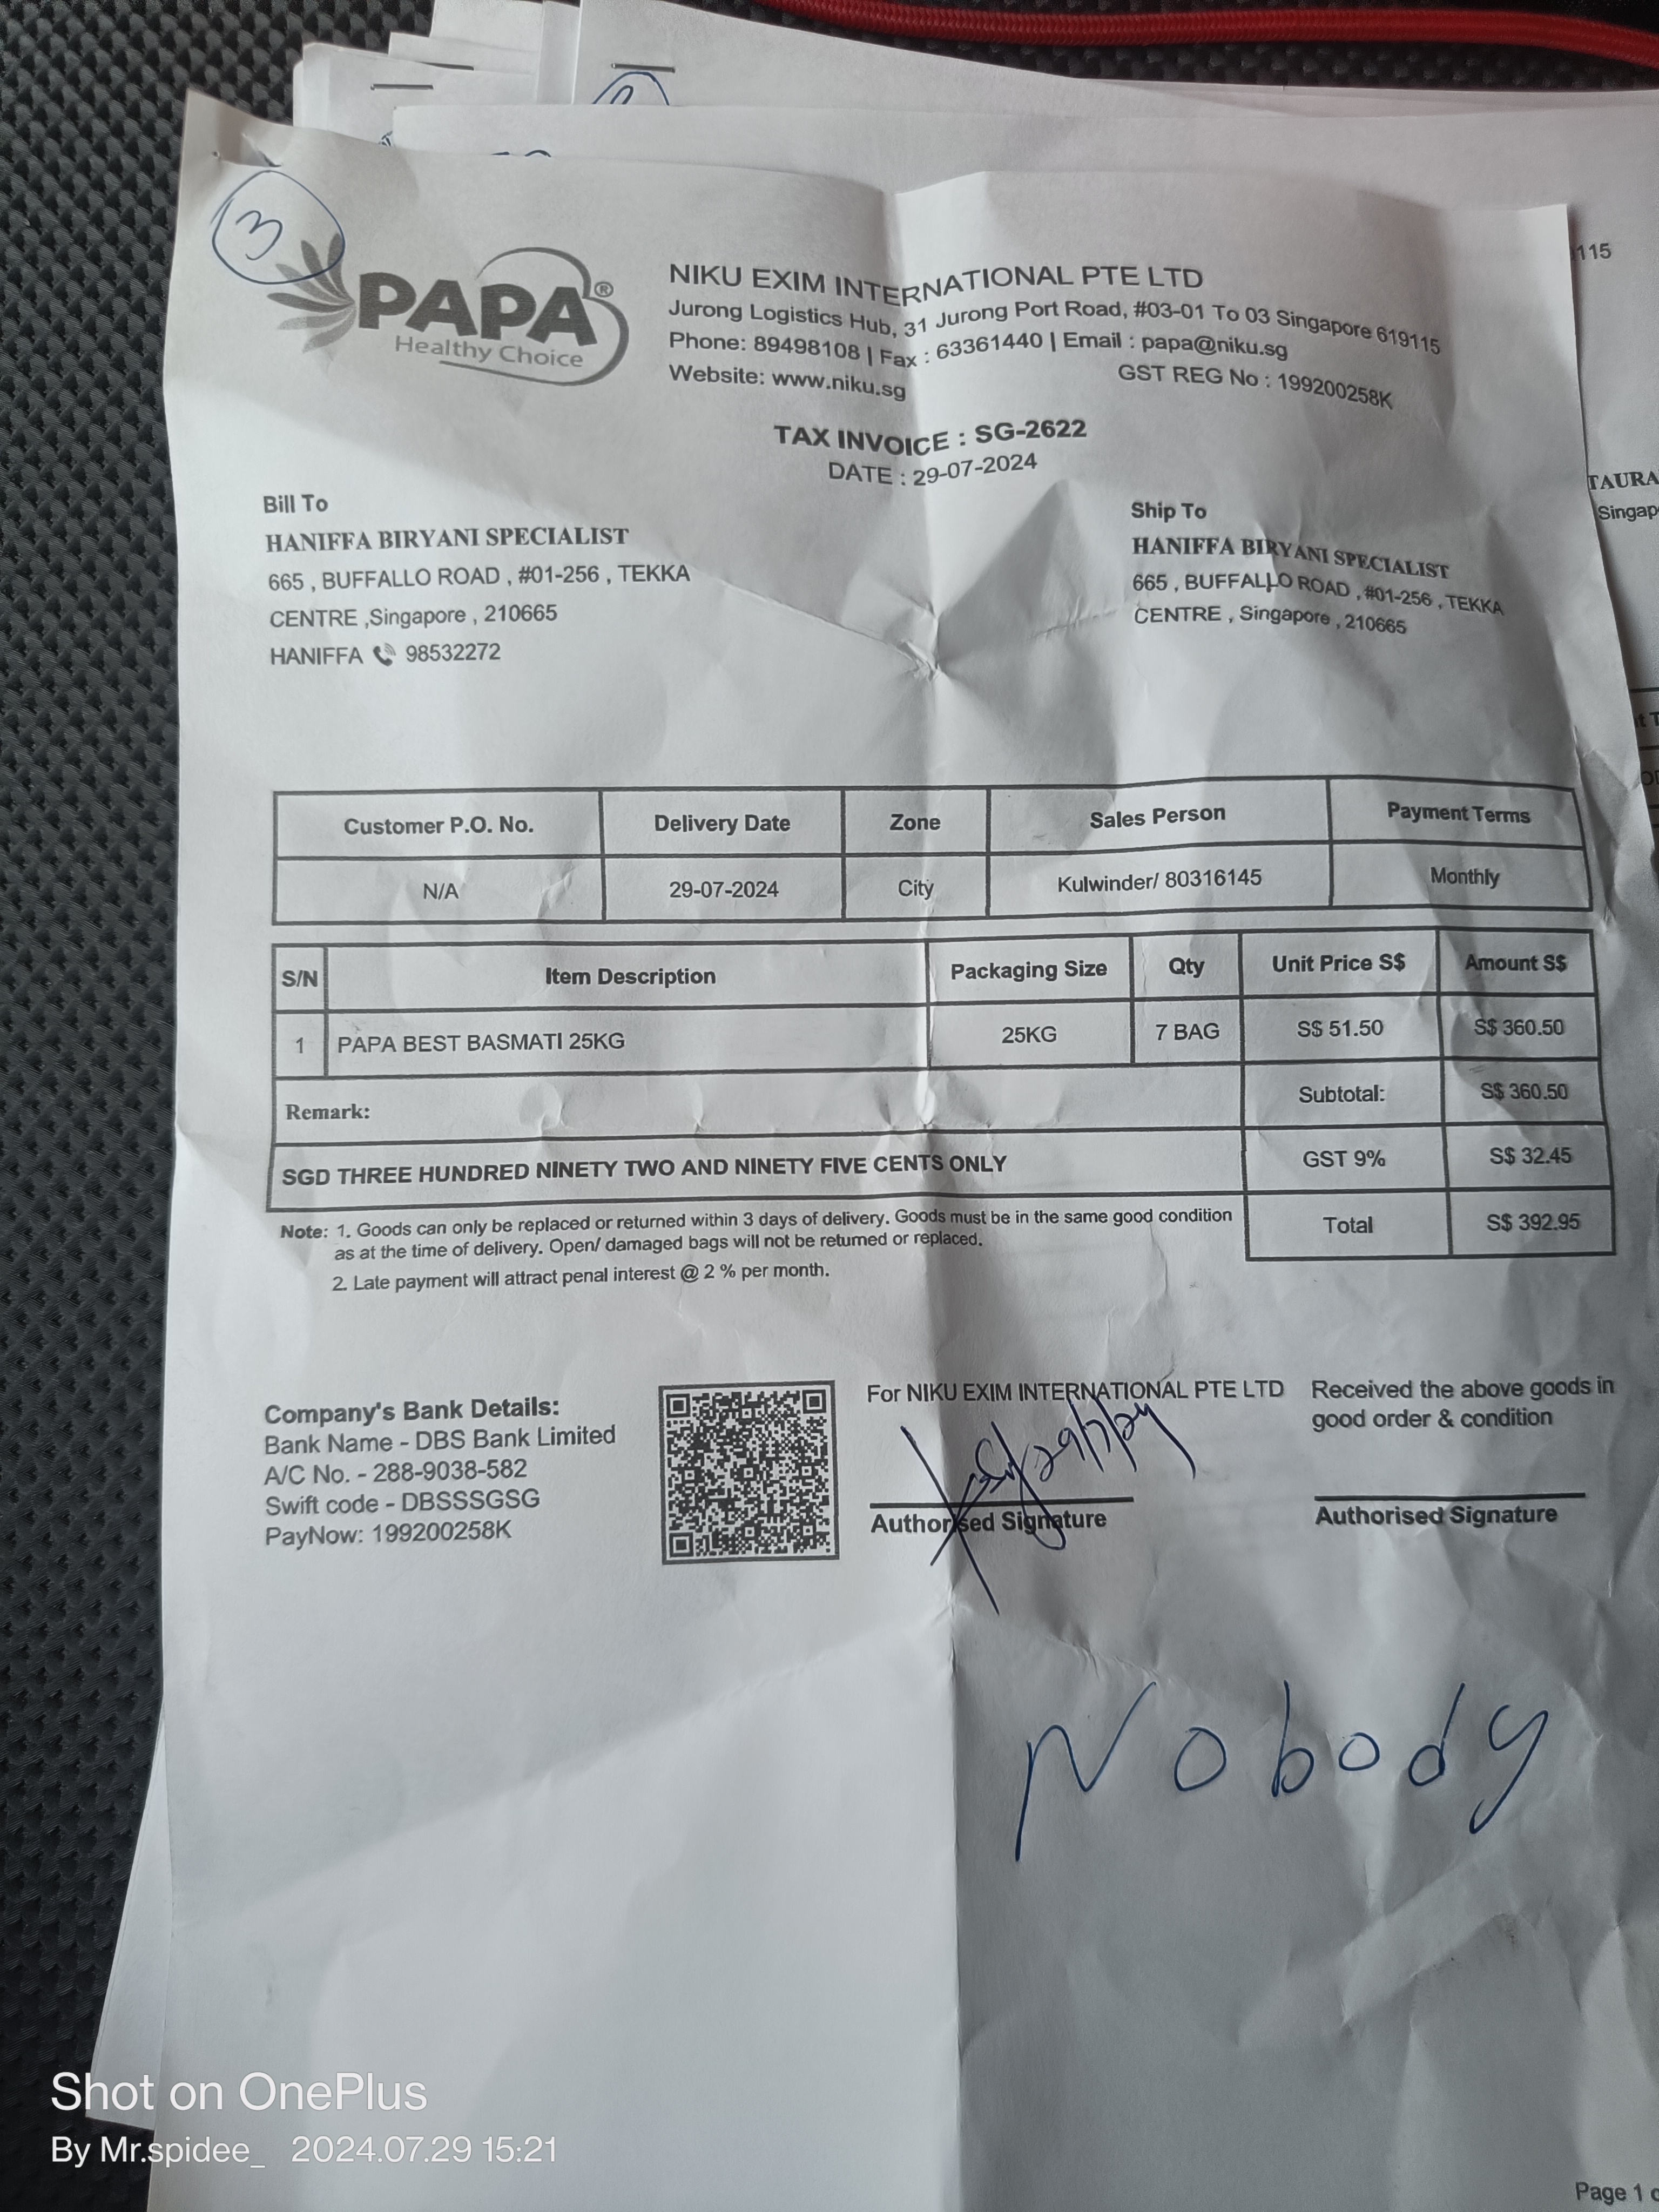 3
PAPA®
Healthy Choice
NIKU EXIM INTERNATIONAL PTE LTD
Jurong Logistics Hub, 31 Jurong Port Road, #03-01 To 03 Singapore 619115
Phone: 89498108 | Fax : 63361440 | Email : papa@niku.sg
Website: www.niku.sg
GST REG No : 199200258K
TAX INVOICE : SG-2622
DATE : 29-07-2024
Bill To
HANIFFA BIRYANI SPECIALIST
665 , BUFFALLO ROAD , #01-256 , TEKKA
CENTRE ,Singapore , 210665
HANIFFA 98532272
Ship To
HANIFFA BIRYANI SPECIALIST
665 , BUFFALLO ROAD , #01-256 , TEKKA
CENTRE , Singapore , 210665
Customer P.O. No. Delivery Date Zone Sales Person Payment Terms
N/A 29-07-2024 City Kulwinder/ 80316145 Monthly
S/N Item Description Packaging Size Qty Unit Price S$ Amount S$
1 PAPA BEST BASMATI 25KG 25KG 7 BAG S$ 51.50 S$ 360.50
Remark: Subtotal: S$ 360.50
SGD THREE HUNDRED NINETY TWO AND NINETY FIVE CENTS ONLY GST 9% S$ 32.45
Total S$ 392.95
Note: 1. Goods can only be replaced or returned within 3 days of delivery. Goods must be in the same good condition
as at the time of delivery. Open/ damaged bags will not be returned or replaced.
2. Late payment will attract penal interest @ 2 % per month.
Company's Bank Details:
Bank Name - DBS Bank Limited
A/C No. - 288-9038-582
Swift code - DBSSSGSG
PayNow: 199200258K
For NIKU EXIM INTERNATIONAL PTE LTD
29/7/24
Authorised Signature
Received the above goods in
good order & condition
Authorised Signature
Nobody
115
TAURA
Singap
Page 1
Shot on OnePlus
By Mr.spidee_ 2024.07.29 15:21